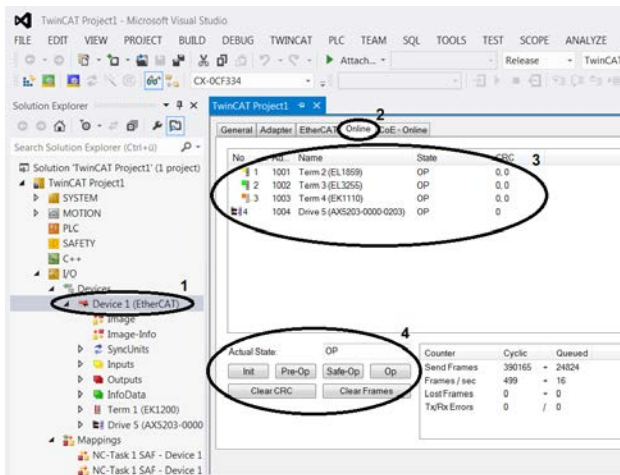 TwinCAT Project1 - Microsoft Visual Studio
FILE EDIT VIEW PROJECT BUILD DEBUG TWINCAT PLC TEAM SQL TOOLS TEST SCOPE ANALYZE
Attach... Release TwinCAT
CX-0CF334
Solution Explorer
Search Solution Explorer (Ctrl+ü)
Solution 'TwinCAT Project1' (1 project)
TwinCAT Project1
SYSTEM
MOTION
PLC
SAFETY
C++
I/O
Devices
1
Device 1 (EtherCAT)
Image
Image-Info
SyncUnits
Inputs
Outputs
InfoData
Term 1 (EK1200)
Drive 5 (AX5203-0000
Mappings
NC-Task 1 SAF - Device 1
NC-Task 1 SAF - Device 1
TwinCAT Project1
2
General Adapter EtherCAT Online CoE - Online
No Name State CRC
3
1 1001 Term 2 (EL1859) OP 0, 0
2 1002 Term 3 (EL3255) OP 0, 0
3 1003 Term 4 (EK1110) OP 0, 0
4 1004 Drive 5 (AX5203-0000-0203) OP 0
4
Actual State: OP
Init Pre-Op Safe-Op Op
Clear CRC Clear Frames
Counter Cyclic Queued
Send Frames 390165 + 24824
Frames / sec 499 + 16
Lost Frames 0 + 0
Tx/Rx Errors 0 / 0